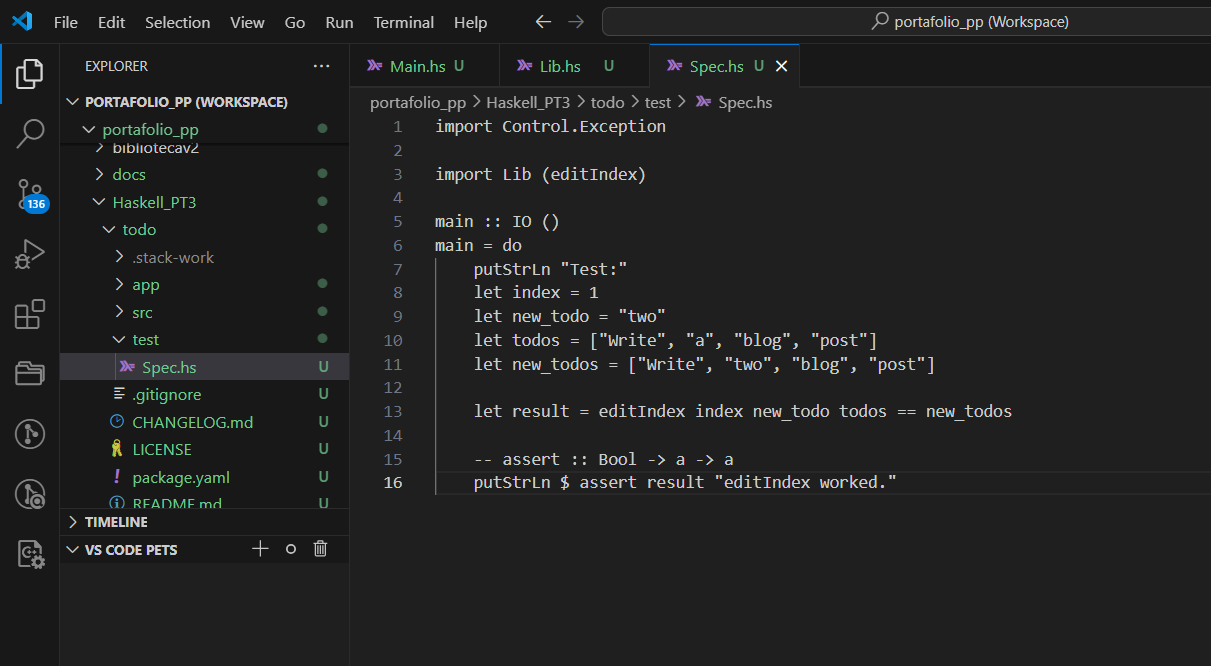 File Edit Selection View Go Run Terminal Help
portafolio_pp (Workspace)
EXPLORER
PORTAFOLIO_PP (WORKSPACE)
portafolio_pp
bibliotecav2
docs
Haskell_PT3
todo
.stack-work
app
src
test
Spec.hs U
.gitignore U
CHANGELOG.md U
LICENSE U
package.yaml U
README.md U
TIMELINE
VS CODE PETS
136
Main.hs U Lib.hs U Spec.hs U
portafolio_pp > Haskell_PT3 > todo > test > Spec.hs
1 import Control.Exception
2
3 import Lib (editIndex)
4
5 main :: IO ()
6 main = do
7 putStrLn "Test:"
8 let index = 1
9 let new_todo = "two"
10 let todos = ["Write", "a", "blog", "post"]
11 let new_todos = ["Write", "two", "blog", "post"]
12
13 let result = editIndex index new_todo todos == new_todos
14
15 -- assert :: Bool -> a -> a
16 putStrLn $ assert result "editIndex worked."